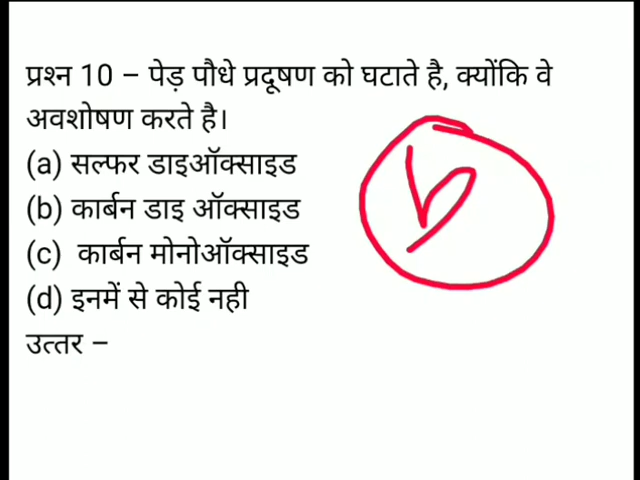 प्रश्न 10 – पेड़ पौधे प्रदूषण को घटाते है, क्योंकि वे
अवशोषण करते है।
(a) सल्फर डाइऑक्साइड
(b) कार्बन डाइ ऑक्साइड
(c) कार्बन मोनोऑक्साइड
(d) इनमें से कोई नही
उत्तर –
b